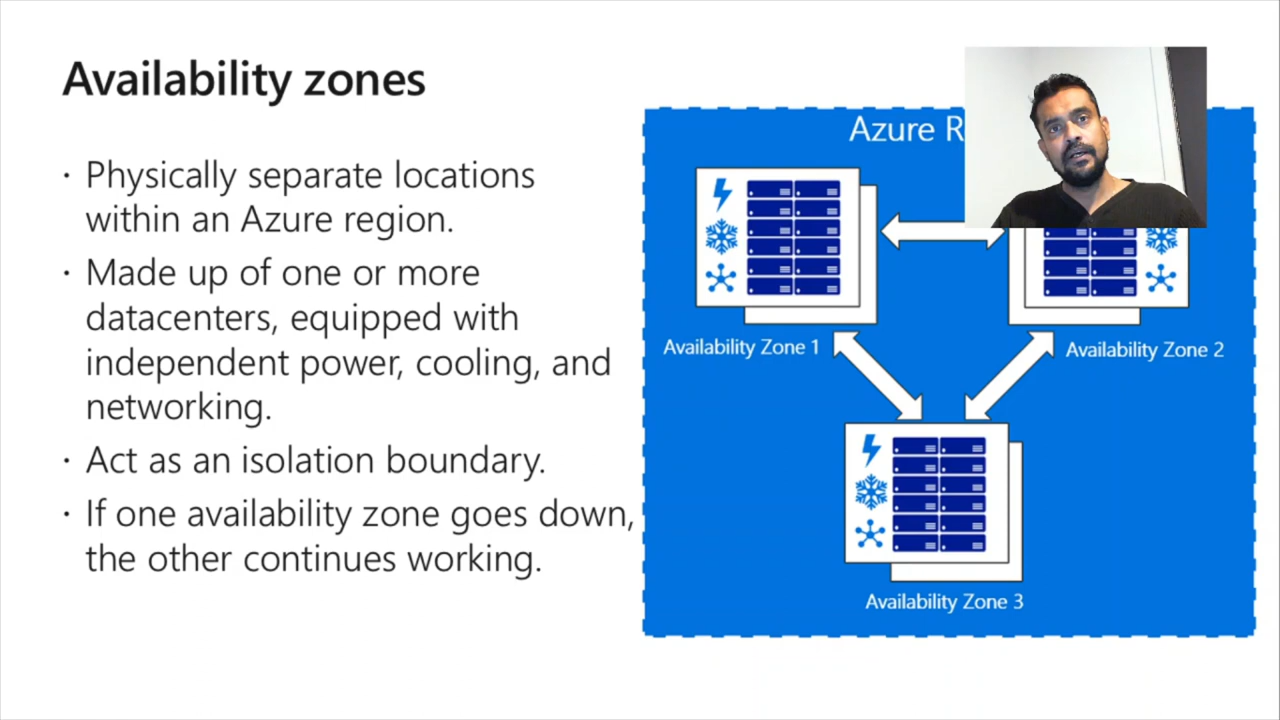 Availability zones
· Physically separate locations
within an Azure region.
· Made up of one or more
datacenters, equipped with
independent power, cooling, and
networking.
· Act as an isolation boundary.
· If one availability zone goes down,
the other continues working.
Azure R
Availability Zone 1
Availability Zone 2
Availability Zone 3